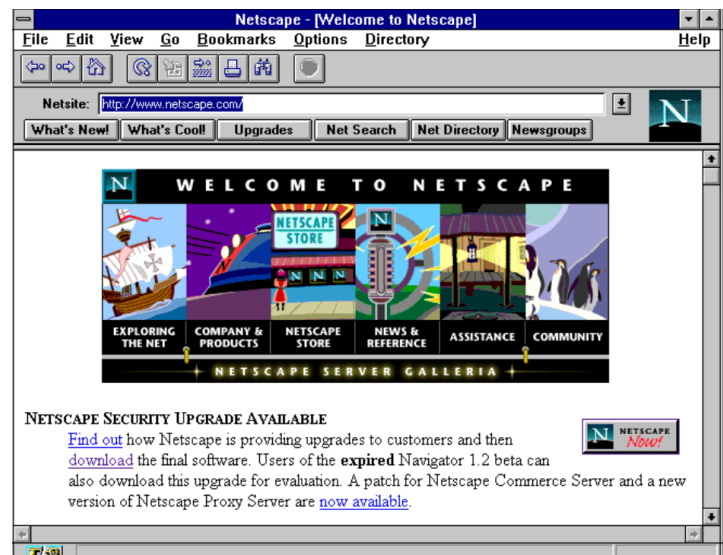 Netscape - [Welcome to Netscape]
File Edit View Go Bookmarks Options Directory Help
Netsite: http://www.netscape.com/
N
What's New! What's Cool! Upgrades Net Search Net Directory Newsgroups
N WELCOME TO NETSCAPE
NETSCAPE
STORE
N
N N N
EXPLORING
THE NET
COMPANY &
PRODUCTS
NETSCAPE
STORE
NEWS &
REFERENCE
ASSISTANCE
COMMUNITY
NETSCAPE SERVER GALLERIA
NETSCAPE SECURITY UPGRADE AVAILABLE
Find out how Netscape is providing upgrades to customers and then
download the final software. Users of the expired Navigator 1.2 beta can
also download this upgrade for evaluation. A patch for Netscape Commerce Server and a new
version of Netscape Proxy Server are now available.
N NETSCAPE
Now!